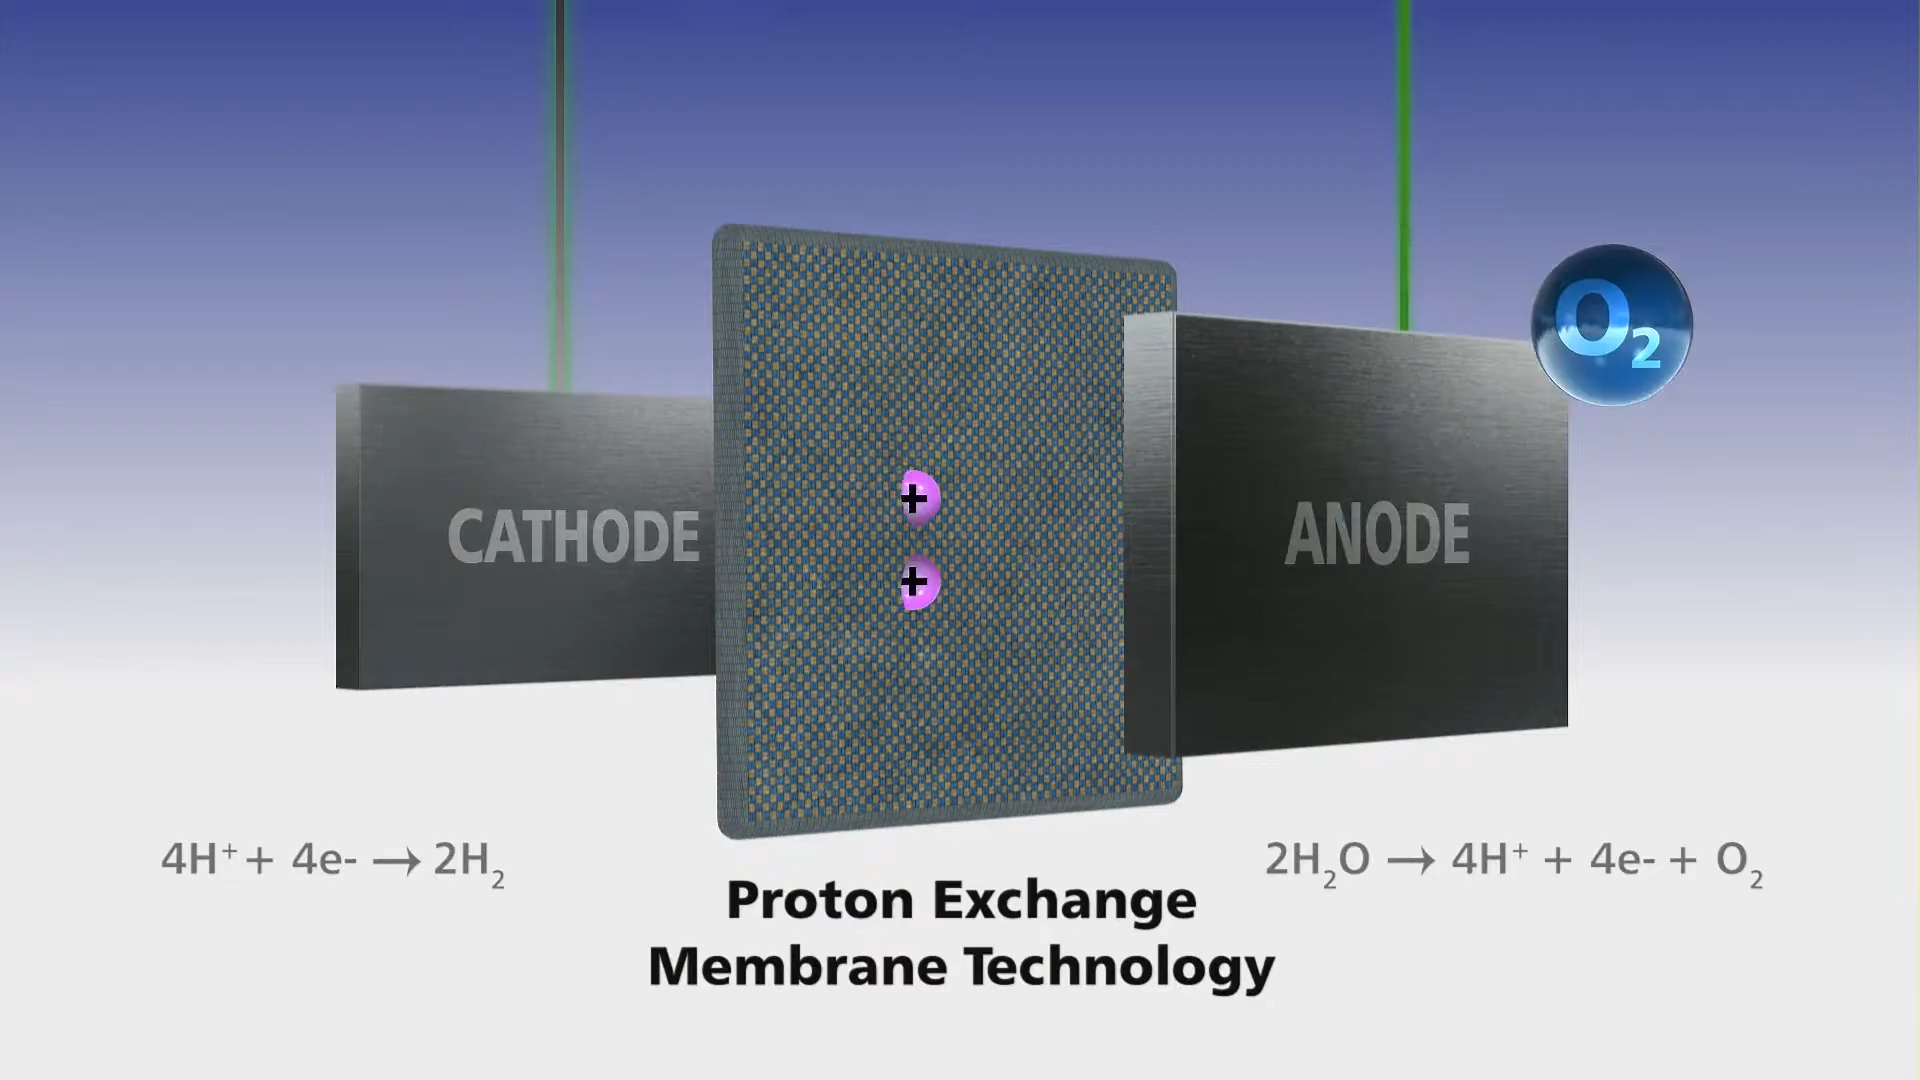 O₂
CATHODE
+
+
ANODE
4H⁺ + 4e- → 2H₂
2H₂O → 4H⁺ + 4e- + O₂
Proton Exchange
Membrane Technology